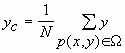 y_c = \frac{1}{N} \sum_{p(x,y)\in\Omega} y